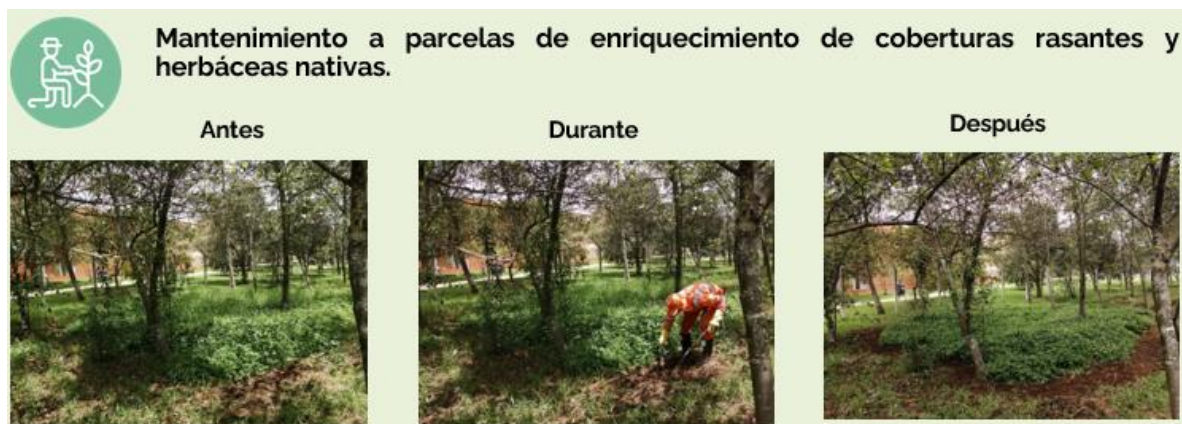 Mantenimiento a parcelas de enriquecimiento de coberturas rasantes y
herbáceas nativas.
Antes
Durante
Después